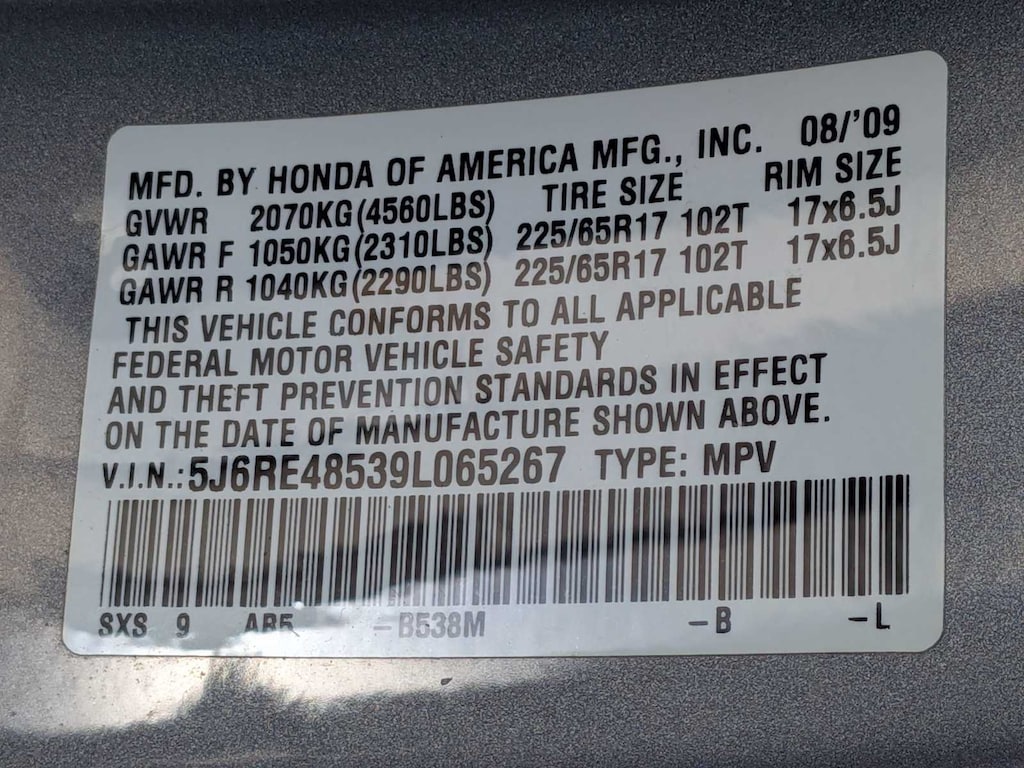 MFD. BY HONDA OF AMERICA MFG., INC. 08/'09
GVWR 2070KG(4560LBS) TIRE SIZE RIM SIZE
GAWR F 1050KG(2310LBS) 225/65R17 102T 17x6.5J
GAWR R 1040KG(2290LBS) 225/65R17 102T 17x6.5J
THIS VEHICLE CONFORMS TO ALL APPLICABLE
FEDERAL MOTOR VEHICLE SAFETY
AND THEFT PREVENTION STANDARDS IN EFFECT
ON THE DATE OF MANUFACTURE SHOWN ABOVE.
V.I.N.:5J6RE48539L065267 TYPE: MPV
SXS 9 AB5 -B538M -B -L